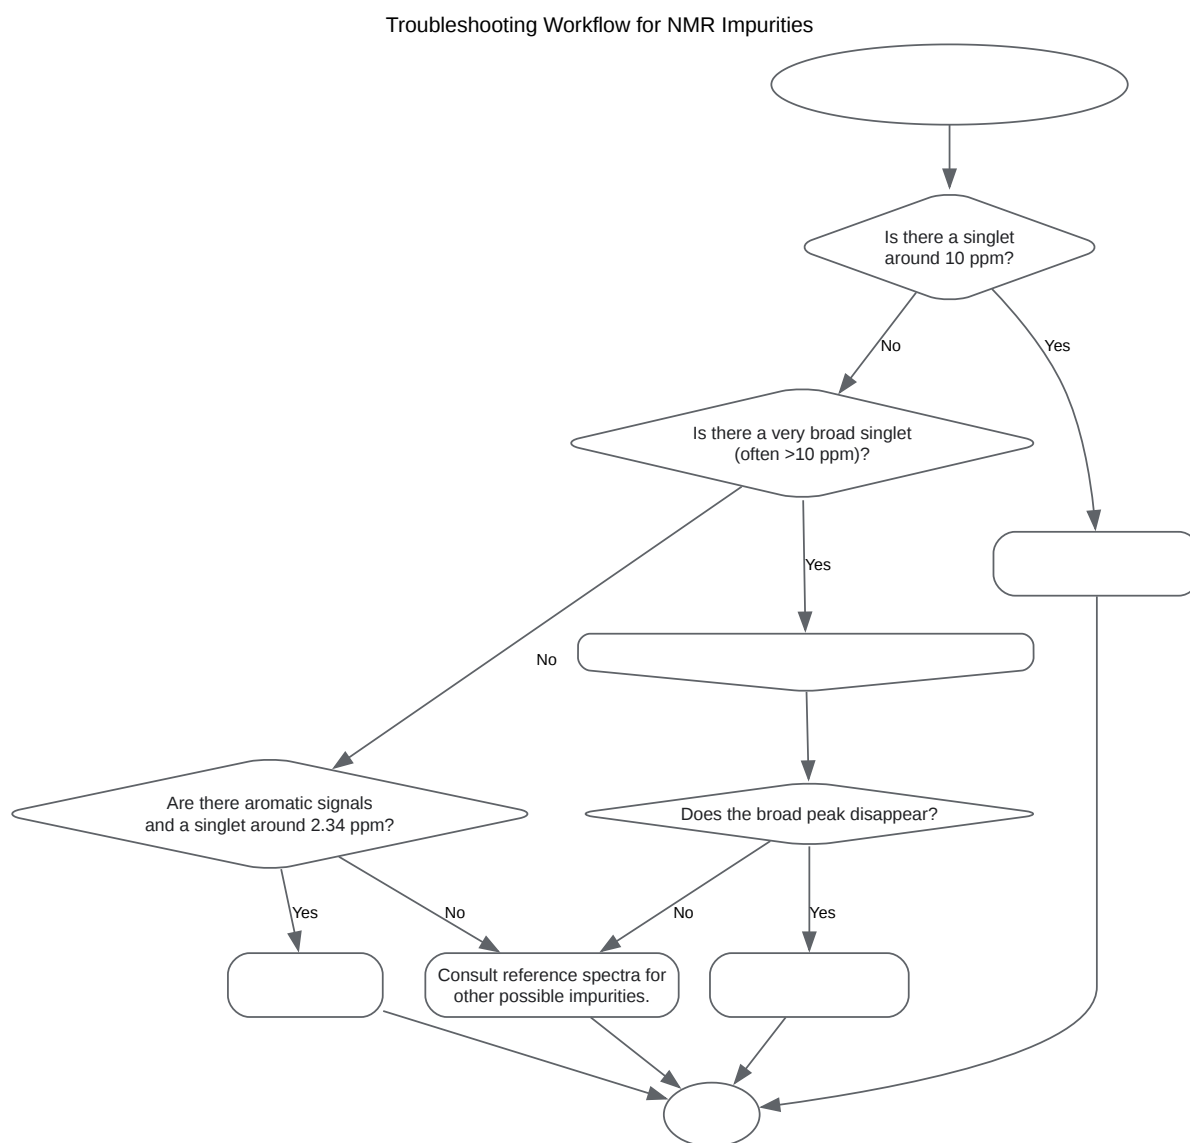 Troubleshooting Workflow for NMR Impurities
Is there a singlet
around 10 ppm?
No
Yes
Is there a very broad singlet
(often >10 ppm)?
Yes
No
Are there aromatic signals
and a singlet around 2.34 ppm?
Does the broad peak disappear?
Yes
No
No
Yes
Consult reference spectra for
other possible impurities.